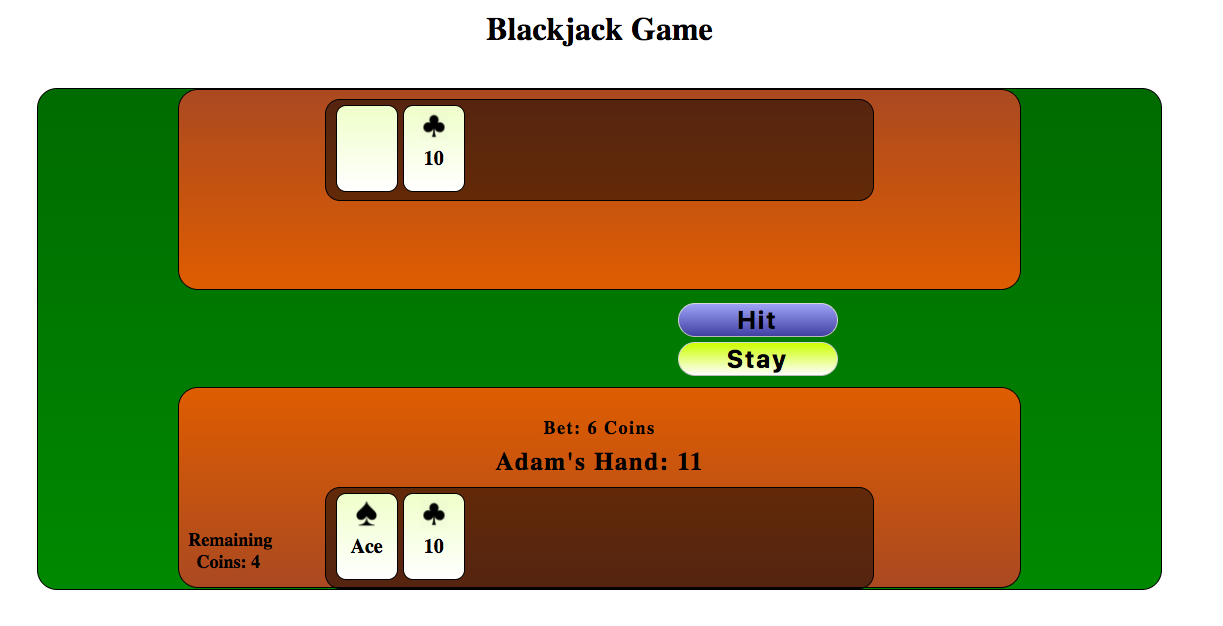 Blackjack Game
♣
10
Hit
Stay
Bet: 6 Coins
Adam's Hand: 11
♠ ♣
Ace 10
Remaining
Coins: 4